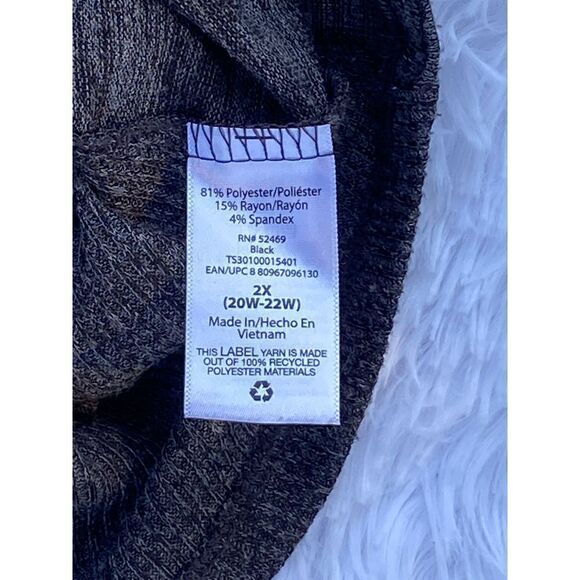 81% Polyester/Poliéster
15% Rayon/Rayón
4% Spandex
RN# 52469
Black
TS30100015401
EAN/UPC 8 80967096130
2X
(20W-22W)
Made In/Hecho En
Vietnam
THIS LABEL YARN IS MADE
OUT OF 100% RECYCLED
POLYESTER MATERIALS